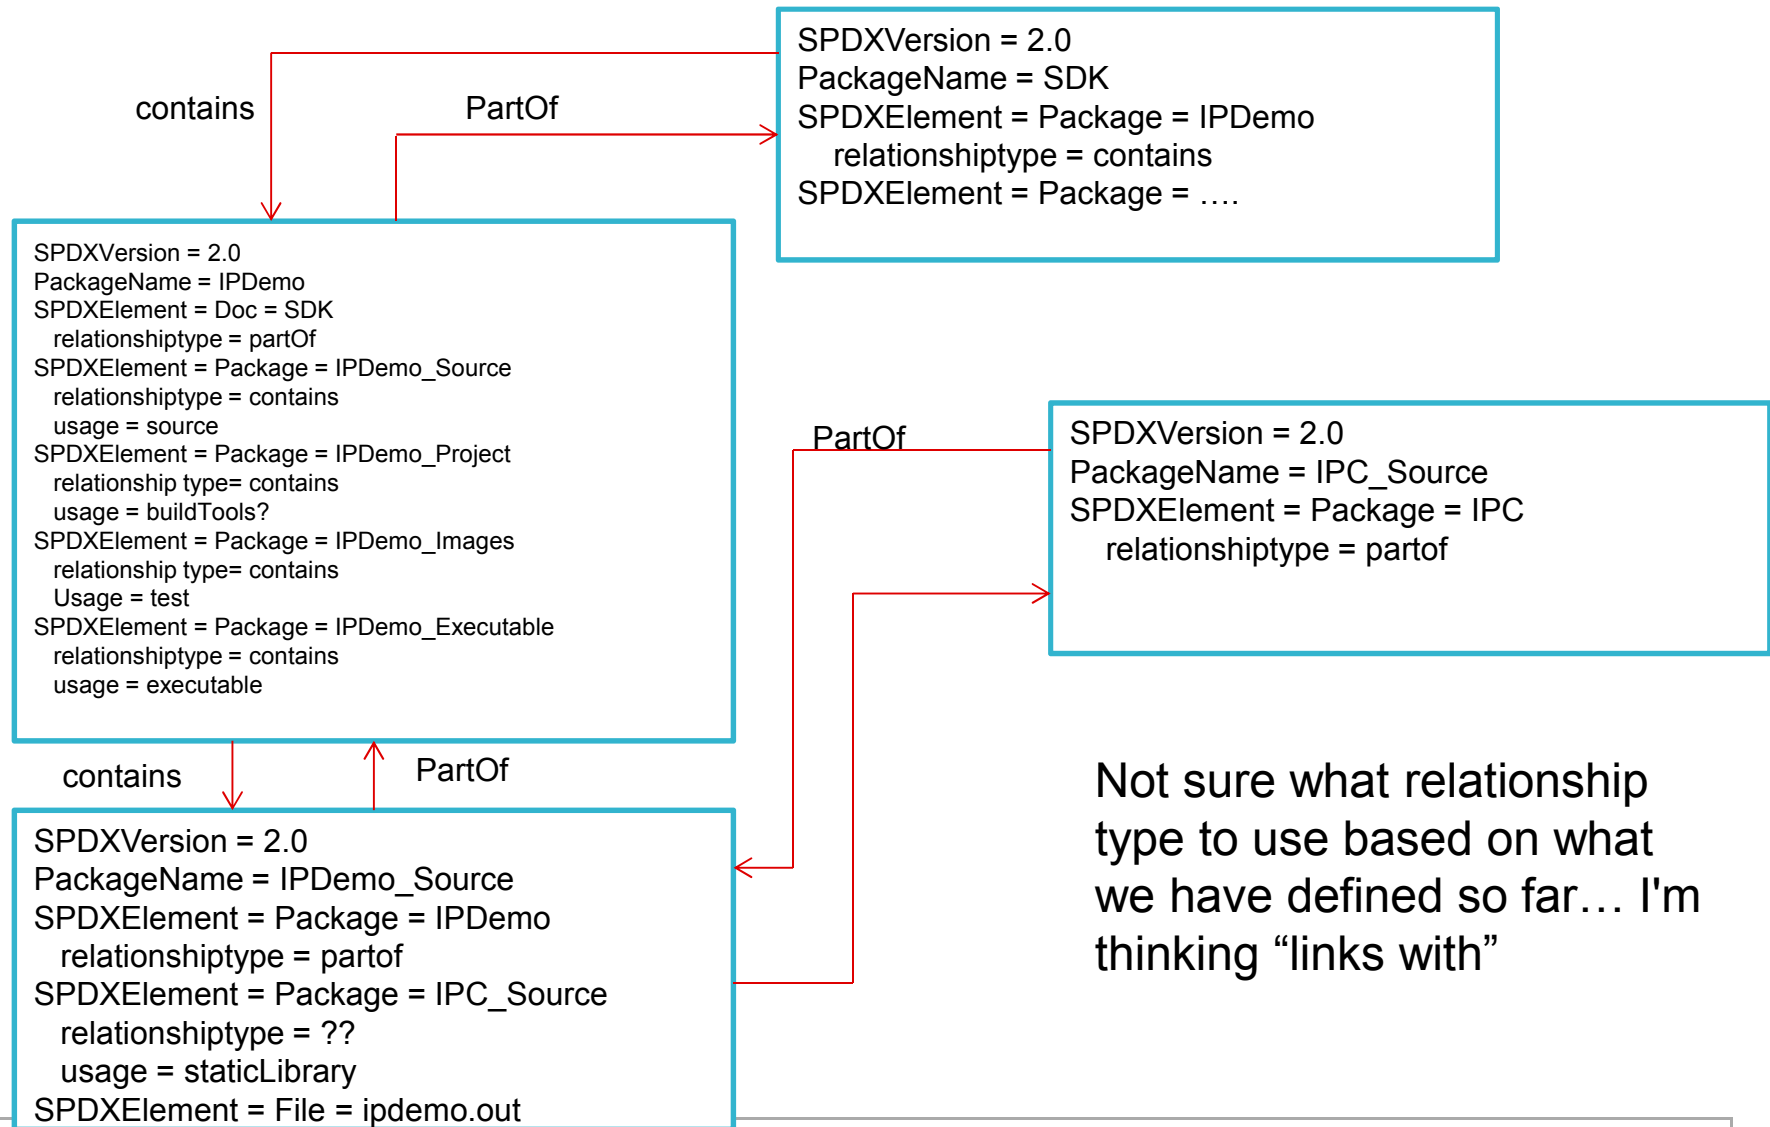 SPDXVersion = 2.0
PackageName = SDK
SPDXElement = Package = IPDemo
relationshiptype = contains
SPDXElement = Package = ….
contains
PartOf
SPDXVersion = 2.0
PackageName = IPDemo
SPDXElement = Doc = SDK
relationshiptype = partOf
SPDXElement = Package = IPDemo_Source
relationshiptype = contains
usage = source
SPDXElement = Package = IPDemo_Project
relationship type= contains
usage = buildTools?
SPDXElement = Package = IPDemo_Images
relationship type= contains
Usage = test
SPDXElement = Package = IPDemo_Executable
relationshiptype = contains
usage = executable
PartOf
SPDXVersion = 2.0
PackageName = IPC_Source
SPDXElement = Package = IPC
relationshiptype = partof
contains
PartOf
SPDXVersion = 2.0
PackageName = IPDemo_Source
SPDXElement = Package = IPDemo
relationshiptype = partof
SPDXElement = Package = IPC_Source
relationshiptype = ??
usage = staticLibrary
SPDXElement = File = ipdemo.out
Not sure what relationship
type to use based on what
we have defined so far… I'm
thinking “links with”